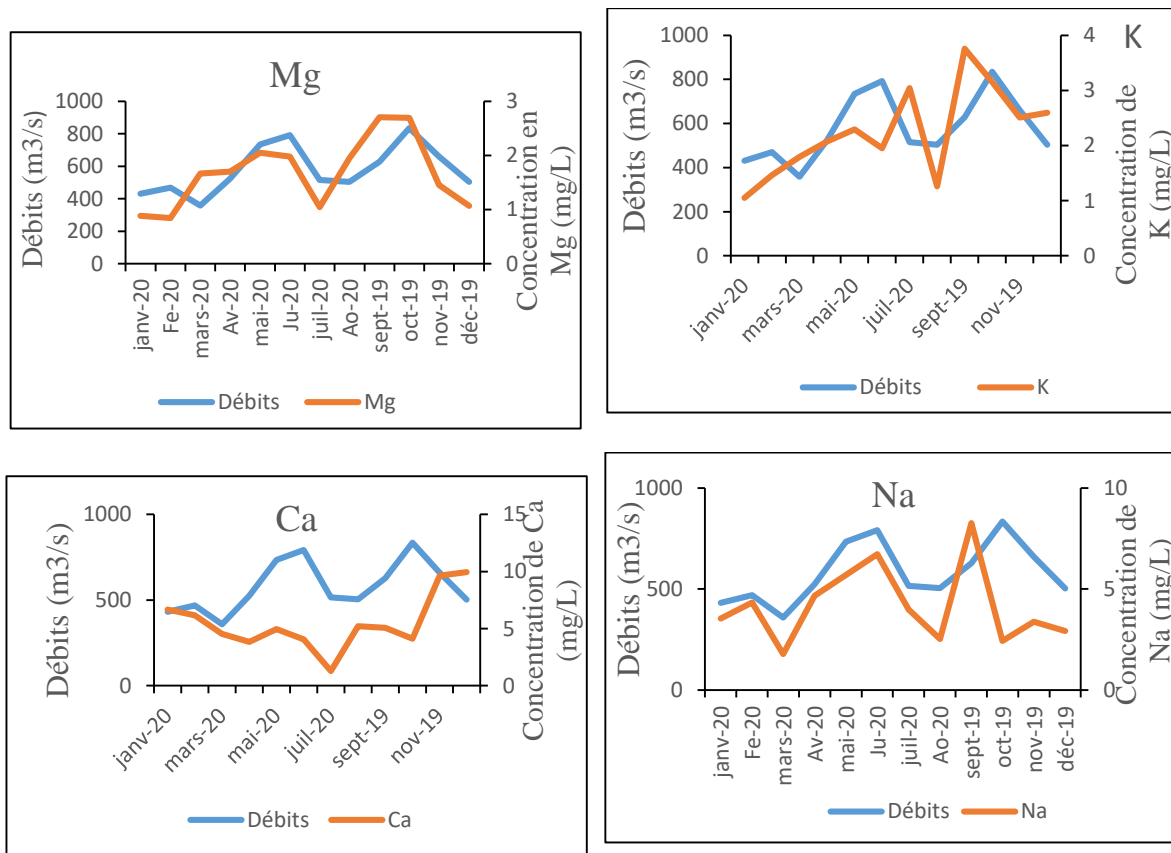 Mg
Débits (m3/s)
1000
800
600
400
200
0
3
2
1
0
Concentration en
Mg (mg/L)
janv-20
Fe-20
mars-20
Av-20
mai-20
Ju-20
juil-20
Ao-20
sept-19
oct-19
nov-19
déc-19
Débits
Mg
K
Débits (m3/s)
1000
800
600
400
200
0
4
3
2
1
0
Concentration de
K (mg/L)
janv-20
mars-20
mai-20
juil-20
sept-19
nov-19
Débits
K
Ca
Débits (m3/s)
1000
500
0
15
10
5
0
Concentration de Ca
(mg/L)
janv-20
mars-20
mai-20
juil-20
sept-19
nov-19
Débits
Ca
Na
Débits (m3/s)
1000
500
0
10
5
0
Concentration de
Na (mg/L)
janv-20
Fe-20
mars-20
Av-20
mai-20
Ju-20
juil-20
Ao-20
sept-19
oct-19
nov-19
déc-19
Débits
Na